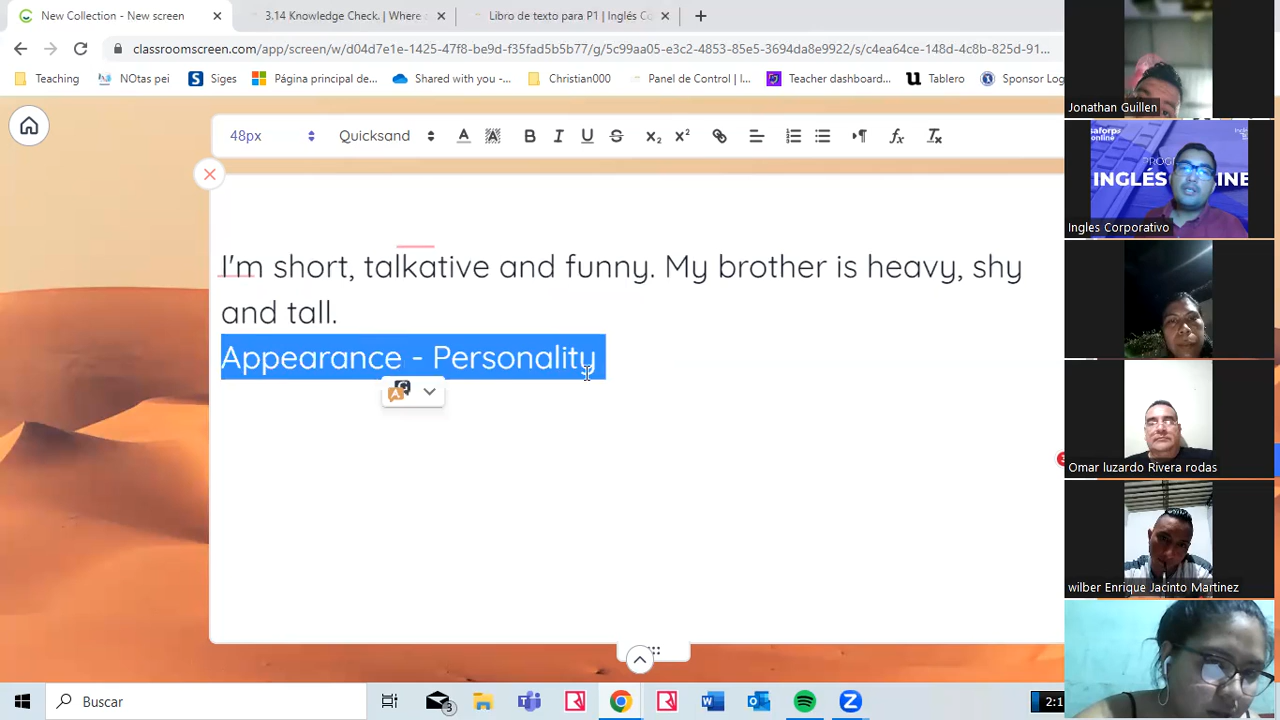 New Collection - New screen
3.14 Knowledge Check. | Where s
Libro de texto para P1 | Inglés Co
classroomscreen.com/app/screen/w/d04d7e1e-1425-47f8-be9d-f35fad5b5b77/g/5c99aa05-e3c2-4853-85c5-3694da8e9922/s/c4ea64ce-148d-4c8b-825d-91...
Teaching
NOtas pei
Siges
Página principal de...
Shared with you -...
Christian000
Panel de Control | I...
Teacher dashboard...
Tablero
Sponsor Log
48px
Quicksand
I'm short, talkative and funny. My brother is heavy, shy
and tall.
Appearance - Personality
Jonathan Guillen
INGLÉS
INE
Ingles Corporativo
Omar luzardo Rivera rodas
wilber Enrique Jacinto Martinez
Buscar
3
2:1